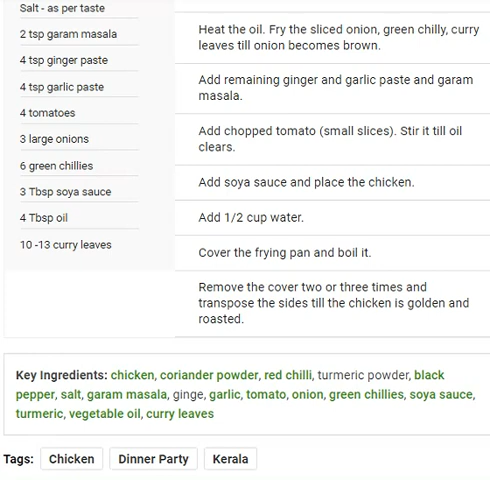 Salt - as per taste
2 tsp garam masala
4 tsp ginger paste
4 tsp garlic paste
4 tomatoes
3 large onions
6 green chillies
3 Tbsp soya sauce
4 Tbsp oil
10 -13 curry leaves
Heat the oil. Fry the sliced onion, green chilly, curry
leaves till onion becomes brown.
Add remaining ginger and garlic paste and garam
masala.
Add chopped tomato (small slices). Stir it till oil
clears.
Add soya sauce and place the chicken.
Add 1/2 cup water.
Cover the frying pan and boil it.
Remove the cover two or three times and
transpose the sides till the chicken is golden and
roasted.
Key Ingredients: chicken, coriander powder, red chilli, turmeric powder, black
pepper, salt, garam masala, ginge, garlic, tomato, onion, green chillies, soya sauce,
turmeric, vegetable oil, curry leaves
Tags: Chicken Dinner Party Kerala